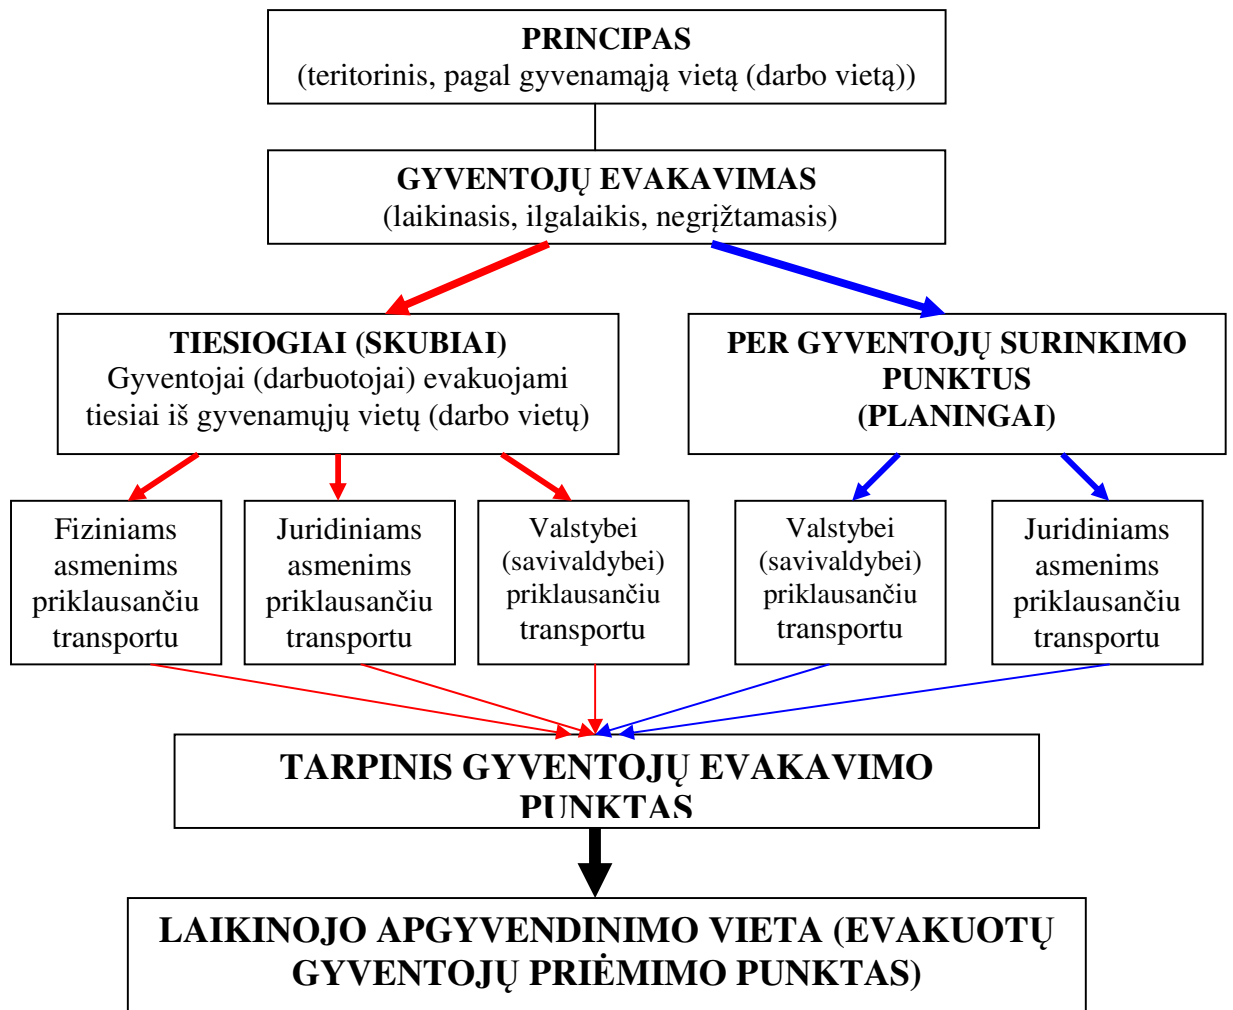 PRINCIPAS
(teritorinis, pagal gyvenamąją vietą (darbo vietą))
GYVENTOJŲ EVAKAVIMAS
(laikinasis, ilgalaikis, negrįžtamasis)
TIESIOGIAI (SKUBIAI)
Gyventojai (darbuotojai) evakuojami
tiesiai iš gyvenamųjų vietų (darbo vietų)
PER GYVENTOJŲ SURINKIMO
PUNKTUS
(PLANINGAI)
Fiziniams
asmenims
priklausančiu
transportu
Juridiniams
asmenims
priklausančiu
transportu
Valstybei
(savivaldybei)
priklausančiu
transportu
Valstybei
(savivaldybei)
priklausančiu
transportu
Juridiniams
asmenims
priklausančiu
transportu
TARPINIS GYVENTOJŲ EVAKAVIMO
PUNKTAS
LAIKINOJO APGYVENDINIMO VIETA (EVAKUOTŲ
GYVENTOJŲ PRIĖMIMO PUNKTAS)